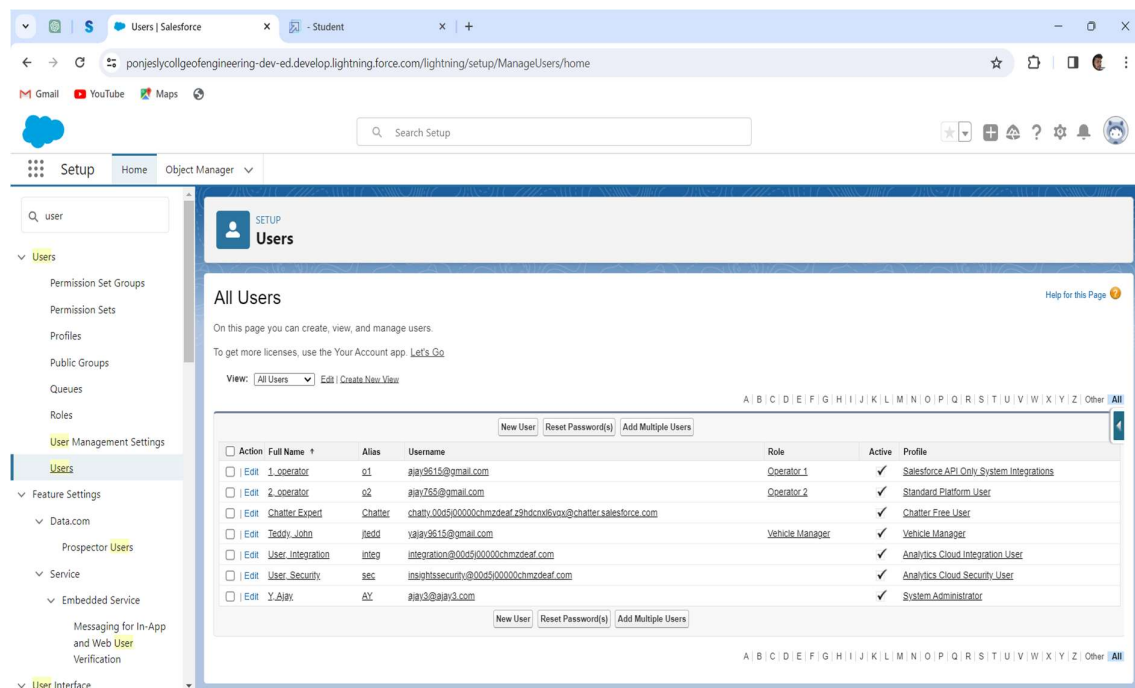 Users | Salesforce
- Student
ponjeslycollgeofengineering-dev-ed.develop.lightning.force.com/lightning/setup/ManageUsers/home
Gmail YouTube Maps
Search Setup
Setup Home Object Manager
user
Users
Permission Set Groups
Permission Sets
Profiles
Public Groups
Queues
Roles
User Management Settings
Users
Feature Settings
Data.com
Prospector Users
Service
Embedded Service
Messaging for In-App
and Web User
Verification
User Interface
SETUP
Users
All Users
Help for this Page
On this page you can create, view, and manage users.
To get more licenses, use the Your Account app. Let's Go
View: All Users Edit | Create New View
A | B | C | D | E | F | G | H | I | J | K | L | M | N | O | P | Q | R | S | T | U | V | W | X | Y | Z | Other All
New User Reset Password(s) Add Multiple Users
Action Full Name ↑ Alias Username Role Active Profile
| Edit 1, operator o1 ajay9615@gmail.com Operator 1 ✓ Salesforce API Only System Integrations
| Edit 2, operator o2 ajay765@gmail.com Operator 2 ✓ Standard Platform User
| Edit Chatter Expert Chatter chatty.00d5j00000chmzdeaf.z9hdcnxl6vqx@chatter.salesforce.com ✓ Chatter Free User
| Edit Teddy, John jtedd yajay9615@gmail.com Vehicle Manager ✓ Vehicle Manager
| Edit User, Integration integ integration@00d5j00000chmzdeaf.com ✓ Analytics Cloud Integration User
| Edit User, Security sec insightssecurity@00d5j00000chmzdeaf.com ✓ Analytics Cloud Security User
| Edit Y, Ajay AY ajay3@ajay3.com ✓ System Administrator
New User Reset Password(s) Add Multiple Users
A | B | C | D | E | F | G | H | I | J | K | L | M | N | O | P | Q | R | S | T | U | V | W | X | Y | Z | Other All